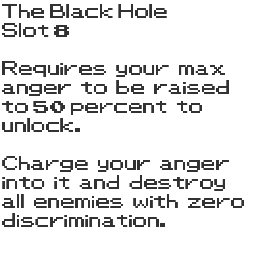 The Black Hole
Slot 8
Requires your max
anger to be raised
to 50 percent to
unlock.
Charge your anger
into it and destroy
all enemies with zero
discrimination.